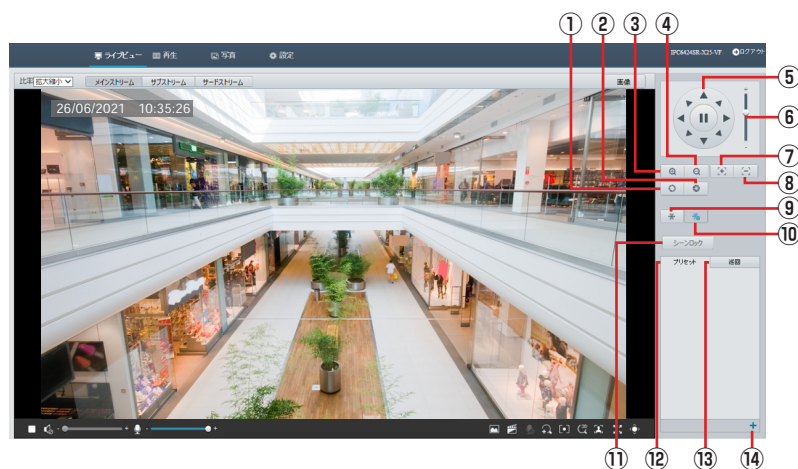 ① ② ③ ④
ライブビュー 再生 写真 設定 IPC6424SR-X25-VF ログアウト
比率 拡大縮小 メインストリーム サブストリーム サードストリーム 画像
26/06/2021 10:35:26
⑤
⑥
⑦
⑧
⑨
⑩
シーンロック
プリセット 巡回
⑪ ⑫ ⑬ ⑭